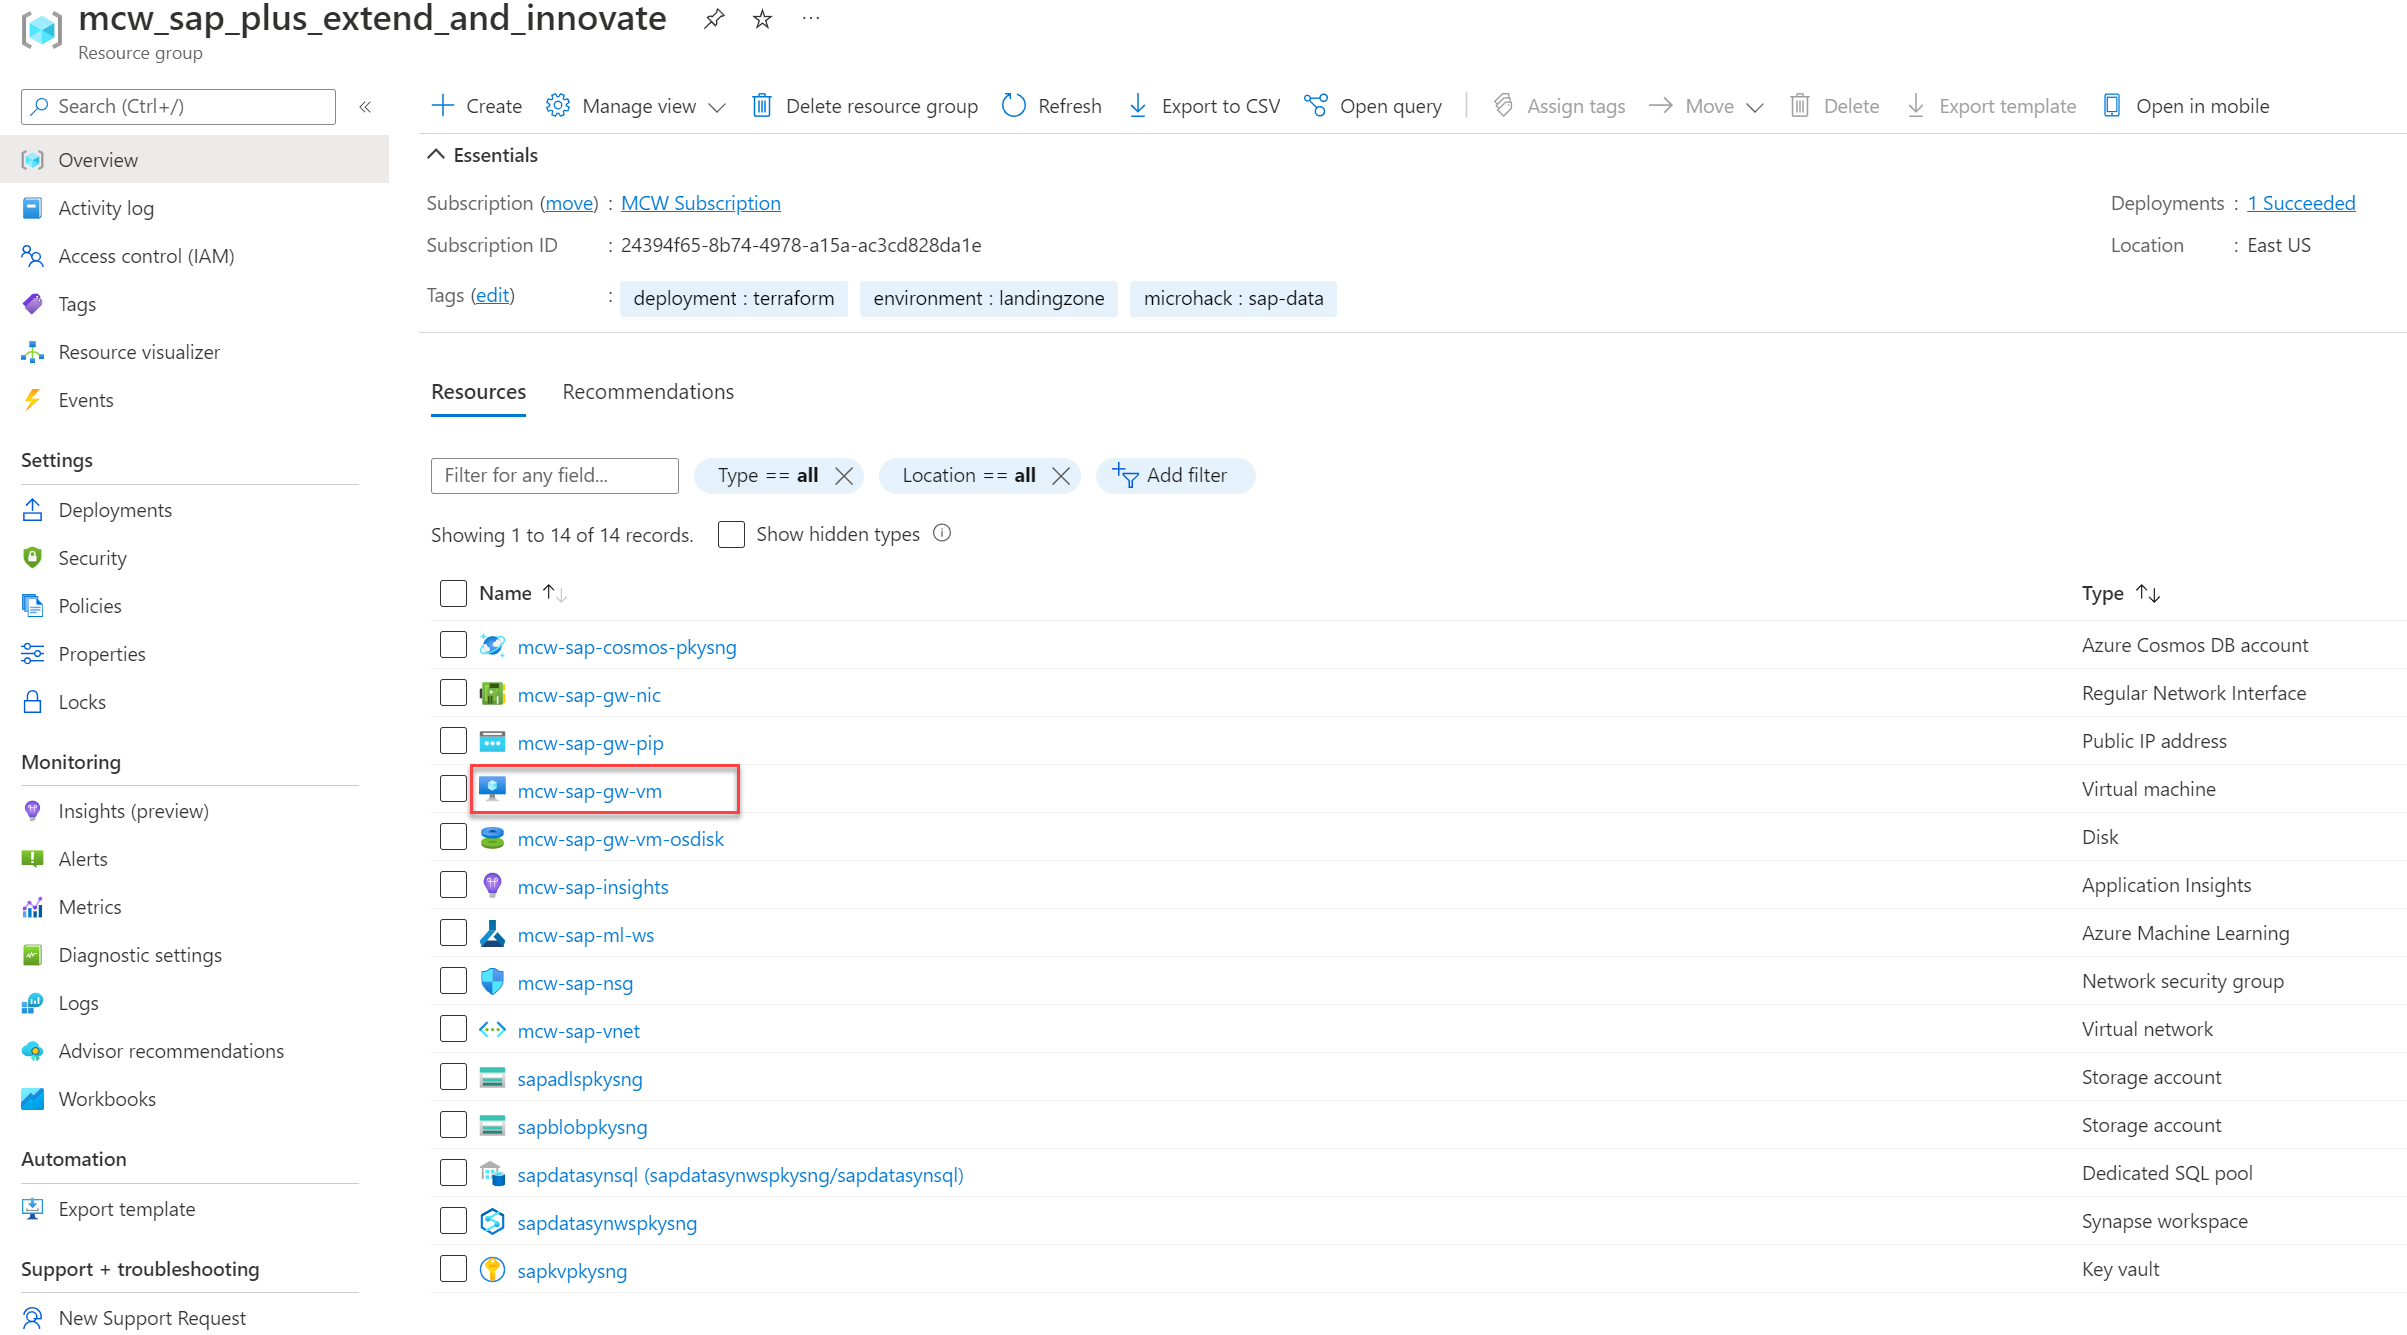 mcw_sap_plus_extend_and_innovate ...
Resource group
Search (Ctrl+/) «
Create Manage view Delete resource group Refresh Export to CSV Open query Assign tags Move Delete Export template Open in mobile
Overview
Activity log
Access control (IAM)
Tags
Resource visualizer
Events
Settings
Deployments
Security
Policies
Properties
Locks
Monitoring
Insights (preview)
Alerts
Metrics
Diagnostic settings
Logs
Advisor recommendations
Workbooks
Automation
Export template
Support + troubleshooting
New Support Request
Essentials
Subscription (move) : MCW Subscription
Deployments : 1 Succeeded
Subscription ID : 24394f65-8b74-4978-a15a-ac3cd828da1e
Location : East US
Tags (edit) : deployment : terraform environment : landingzone microhack : sap-data
Resources Recommendations
Filter for any field... Type == all Location == all Add filter
Showing 1 to 14 of 14 records. Show hidden types
Name Type
mcw-sap-cosmos-pkysng Azure Cosmos DB account
mcw-sap-gw-nic Regular Network Interface
mcw-sap-gw-pip Public IP address
mcw-sap-gw-vm Virtual machine
mcw-sap-gw-vm-osdisk Disk
mcw-sap-insights Application Insights
mcw-sap-ml-ws Azure Machine Learning
mcw-sap-nsg Network security group
mcw-sap-vnet Virtual network
sapadlspkysng Storage account
sapblobpkysng Storage account
sapdatasynsql (sapdatasynwspkysng/sapdatasynsql) Dedicated SQL pool
sapdatasynwspkysng Synapse workspace
sapkvpkysng Key vault